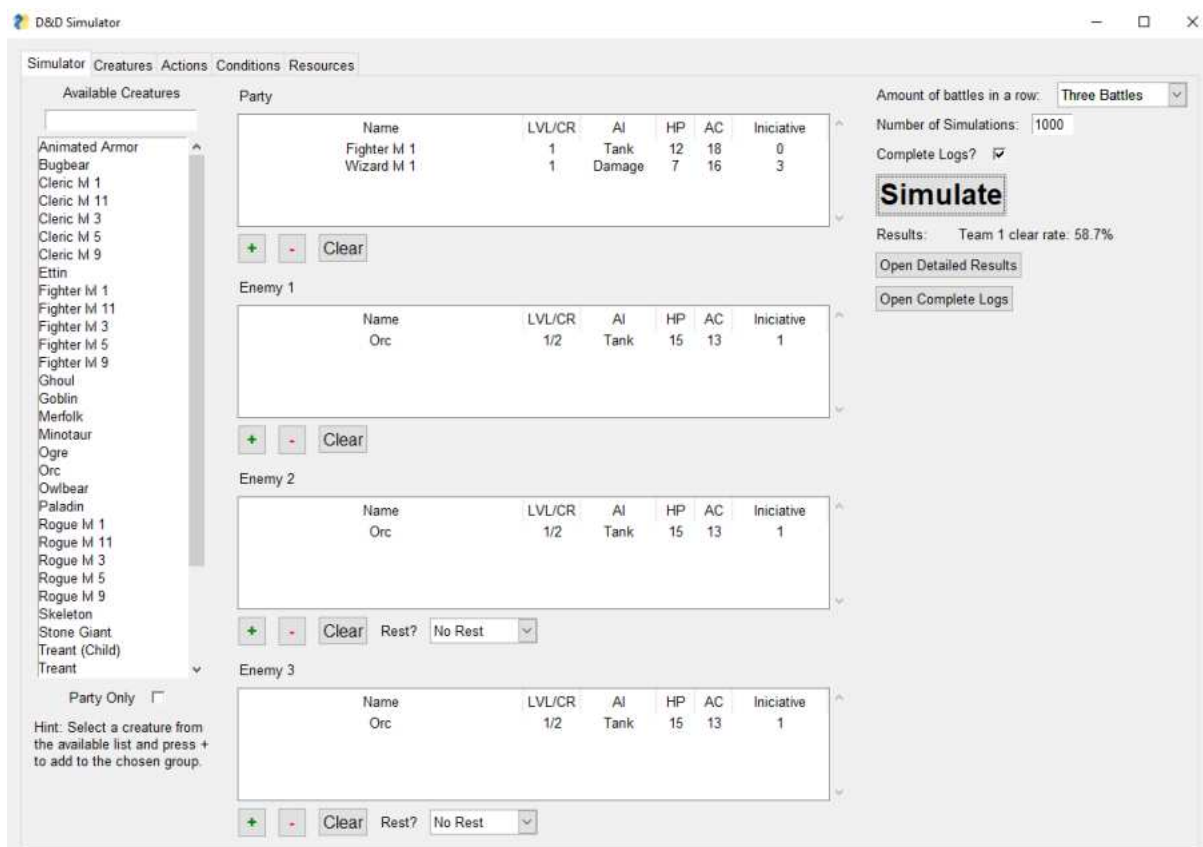 D&D Simulator
Simulator Creatures Actions Conditions Resources
Available Creatures
Animated Armor
Bugbear
Cleric M 1
Cleric M 11
Cleric M 3
Cleric M 5
Cleric M 9
Ettin
Fighter M 1
Fighter M 11
Fighter M 3
Fighter M 5
Fighter M 9
Ghoul
Goblin
Merfolk
Minotaur
Ogre
Orc
Owlbear
Paladin
Rogue M 1
Rogue M 11
Rogue M 3
Rogue M 5
Rogue M 9
Skeleton
Stone Giant
Treant (Child)
Treant
Party Only
Hint: Select a creature from
the available list and press +
to add to the chosen group.
Party
Name LVL/CR AI HP AC Iniciative
Fighter M 1 1 Tank 12 18 0
Wizard M 1 1 Damage 7 16 3
+ - Clear
Enemy 1
Name LVL/CR AI HP AC Iniciative
Orc 1/2 Tank 15 13 1
+ - Clear
Enemy 2
Name LVL/CR AI HP AC Iniciative
Orc 1/2 Tank 15 13 1
+ - Clear Rest? No Rest
Enemy 3
Name LVL/CR AI HP AC Iniciative
Orc 1/2 Tank 15 13 1
+ - Clear Rest? No Rest
Amount of battles in a row: Three Battles
Number of Simulations: 1000
Complete Logs?
Simulate
Results: Team 1 clear rate: 58.7%
Open Detailed Results
Open Complete Logs